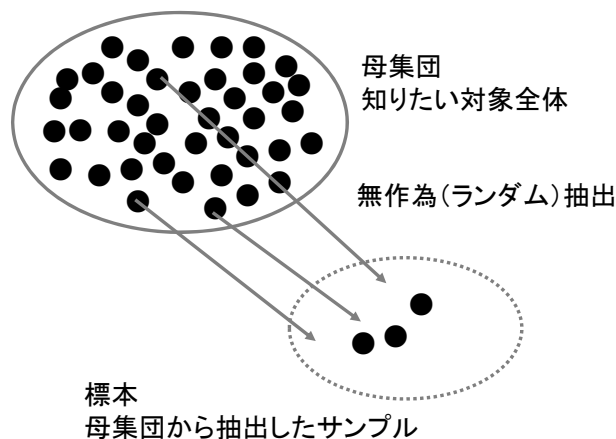 母集団
知りたい対象全体
無作為(ランダム)抽出
標本
母集団から抽出したサンプル